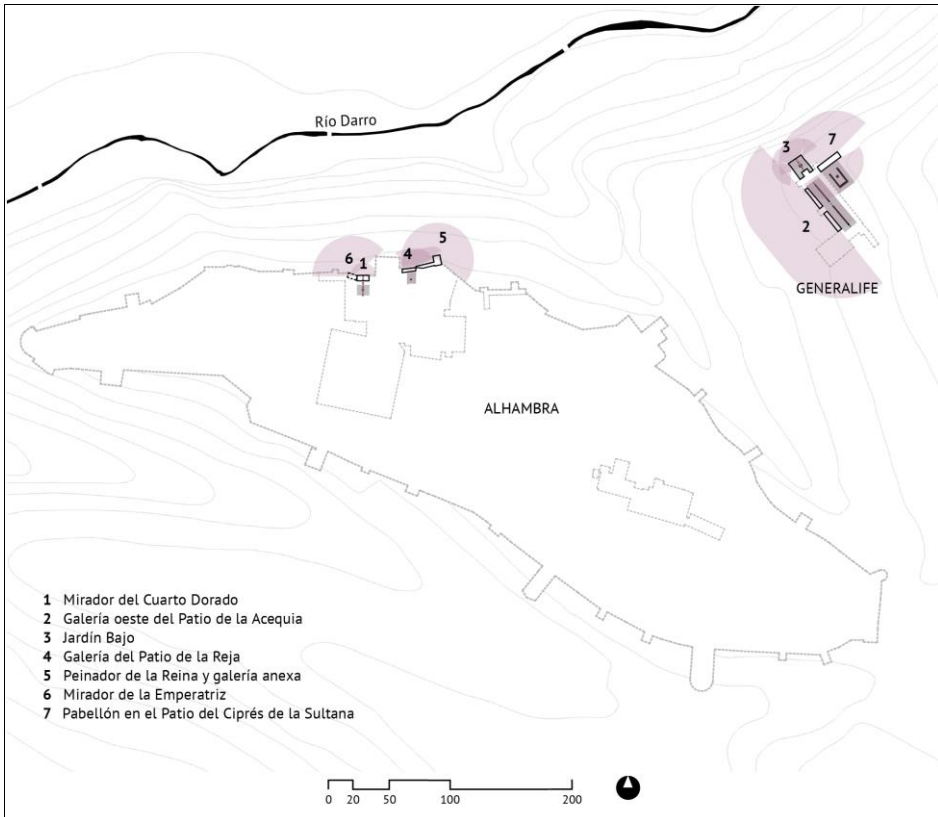 Río Darro
3
7
2
GENERALIFE
5
4
6
1
ALHAMBRA
1 Mirador del Cuarto Dorado
2 Galería oeste del Patio de la Acequia
3 Jardín Bajo
4 Galería del Patio de la Reja
5 Peinador de la Reina y galería anexa
6 Mirador de la Emperatriz
7 Pabellón en el Patio del Ciprés de la Sultana
0 20 50 100 200